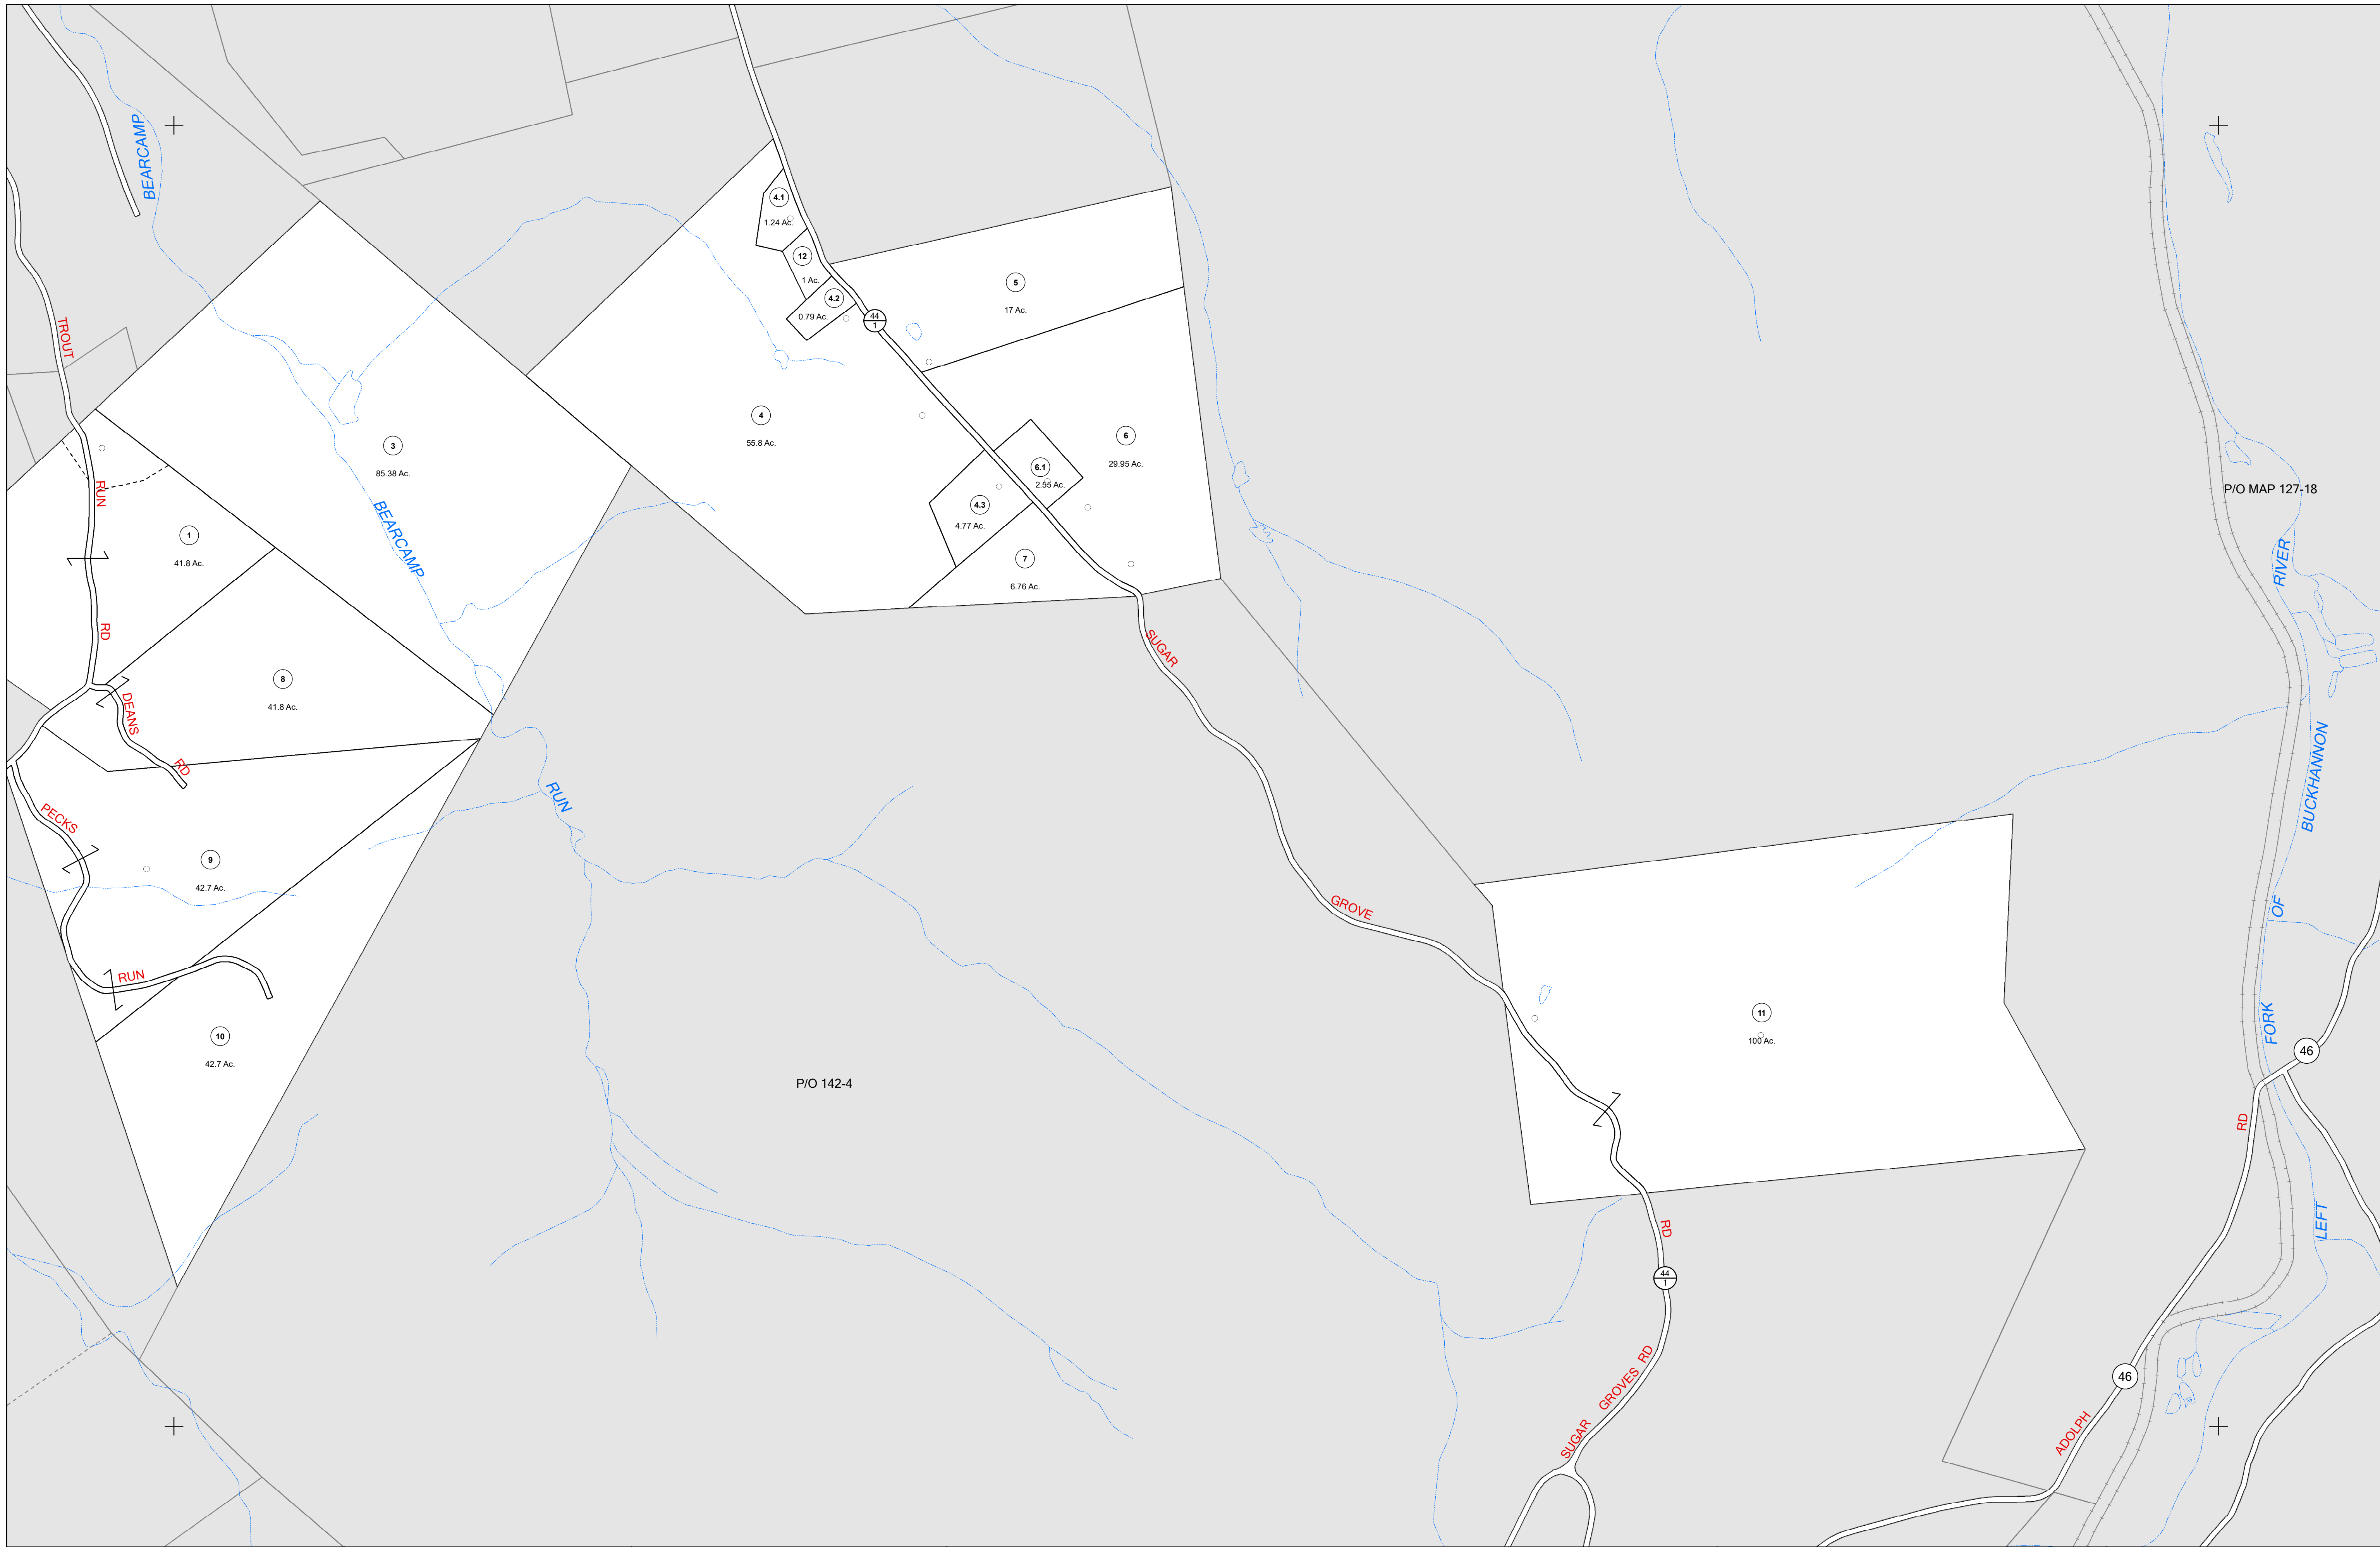 BEARCAMP
4.1
1.24 Ac.
12
1 Ac.
4.2
0.79 Ac.
44
1
5
17 Ac.
TROUT
3
85.38 Ac.
4
55.8 Ac.
6
29.95 Ac.
6.1
2.55 Ac.
4.3
4.77 Ac.
7
6.76 Ac.
P/O MAP 127-18
RUN
1
41.8 Ac.
BEARCAMP
RD
RIVER
8
41.8 Ac.
SUGAR
DEANS
RD
BUCKHANNON
RUN
PECKS
9
42.7 Ac.
GROVE
OF
RUN
10
42.7 Ac.
11
100 Ac.
FORK
46
P/O 142-4
RD
LEFT
RD
44
1
SUGAR GROVES RD
46
ADOLPH